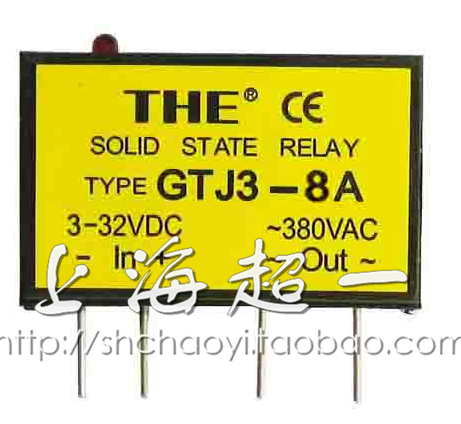 THE® CE
SOLID STATE RELAY
TYPE GTJ3-8A
3-32VDC ~380VAC
- In + ~ Out ~
上海超一
http://shchaoyi.taobao.com